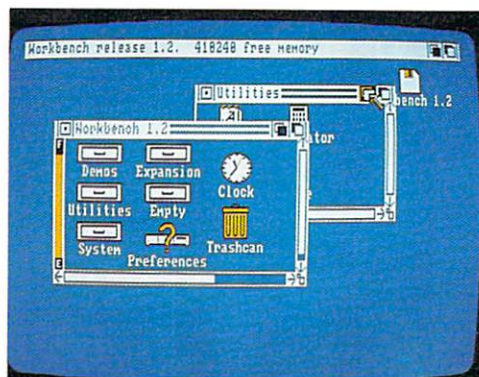 Workbench release 1.2. 418240 free memory
Utilities
bench 1.2
ator
Workbench 1.2
Demos Expansion
Clock
Utilities Empty
System Trashcan
Preferences
F
E